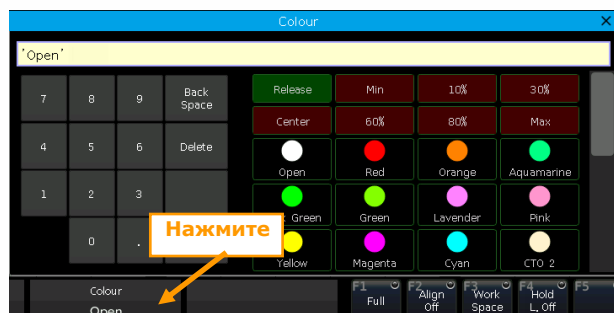 Colour
'Open'
7 8 9 Back Space
4 5 6 Delete
1 2 3
0 .
Release Min 10% 30%
Center 60% 80% Max
Open Red Orange Aquamarine
Green Green Lavender Pink
Yellow Magenta Cyan CTO 2
Нажмите
Colour
Open
F1 Full
F2 Align Off
F3 Work Space
F4 Hold L, Off
F5